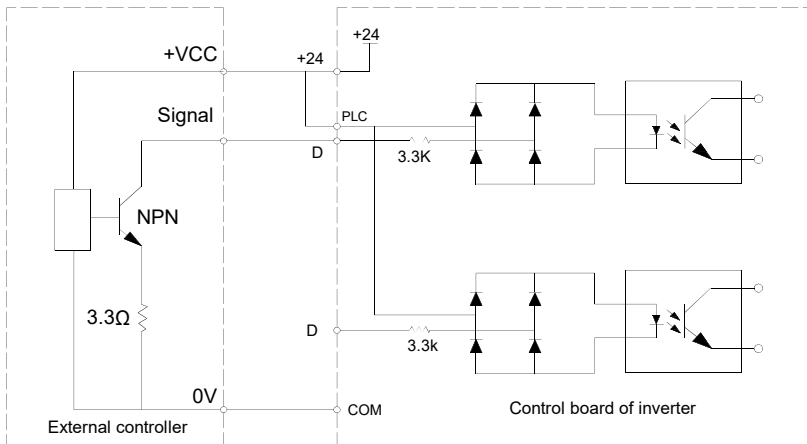 +VCC
+24
+24
Signal
PLC
D
3.3K
NPN
3.3Ω
D
3.3k
0V
COM
External controller
Control board of inverter